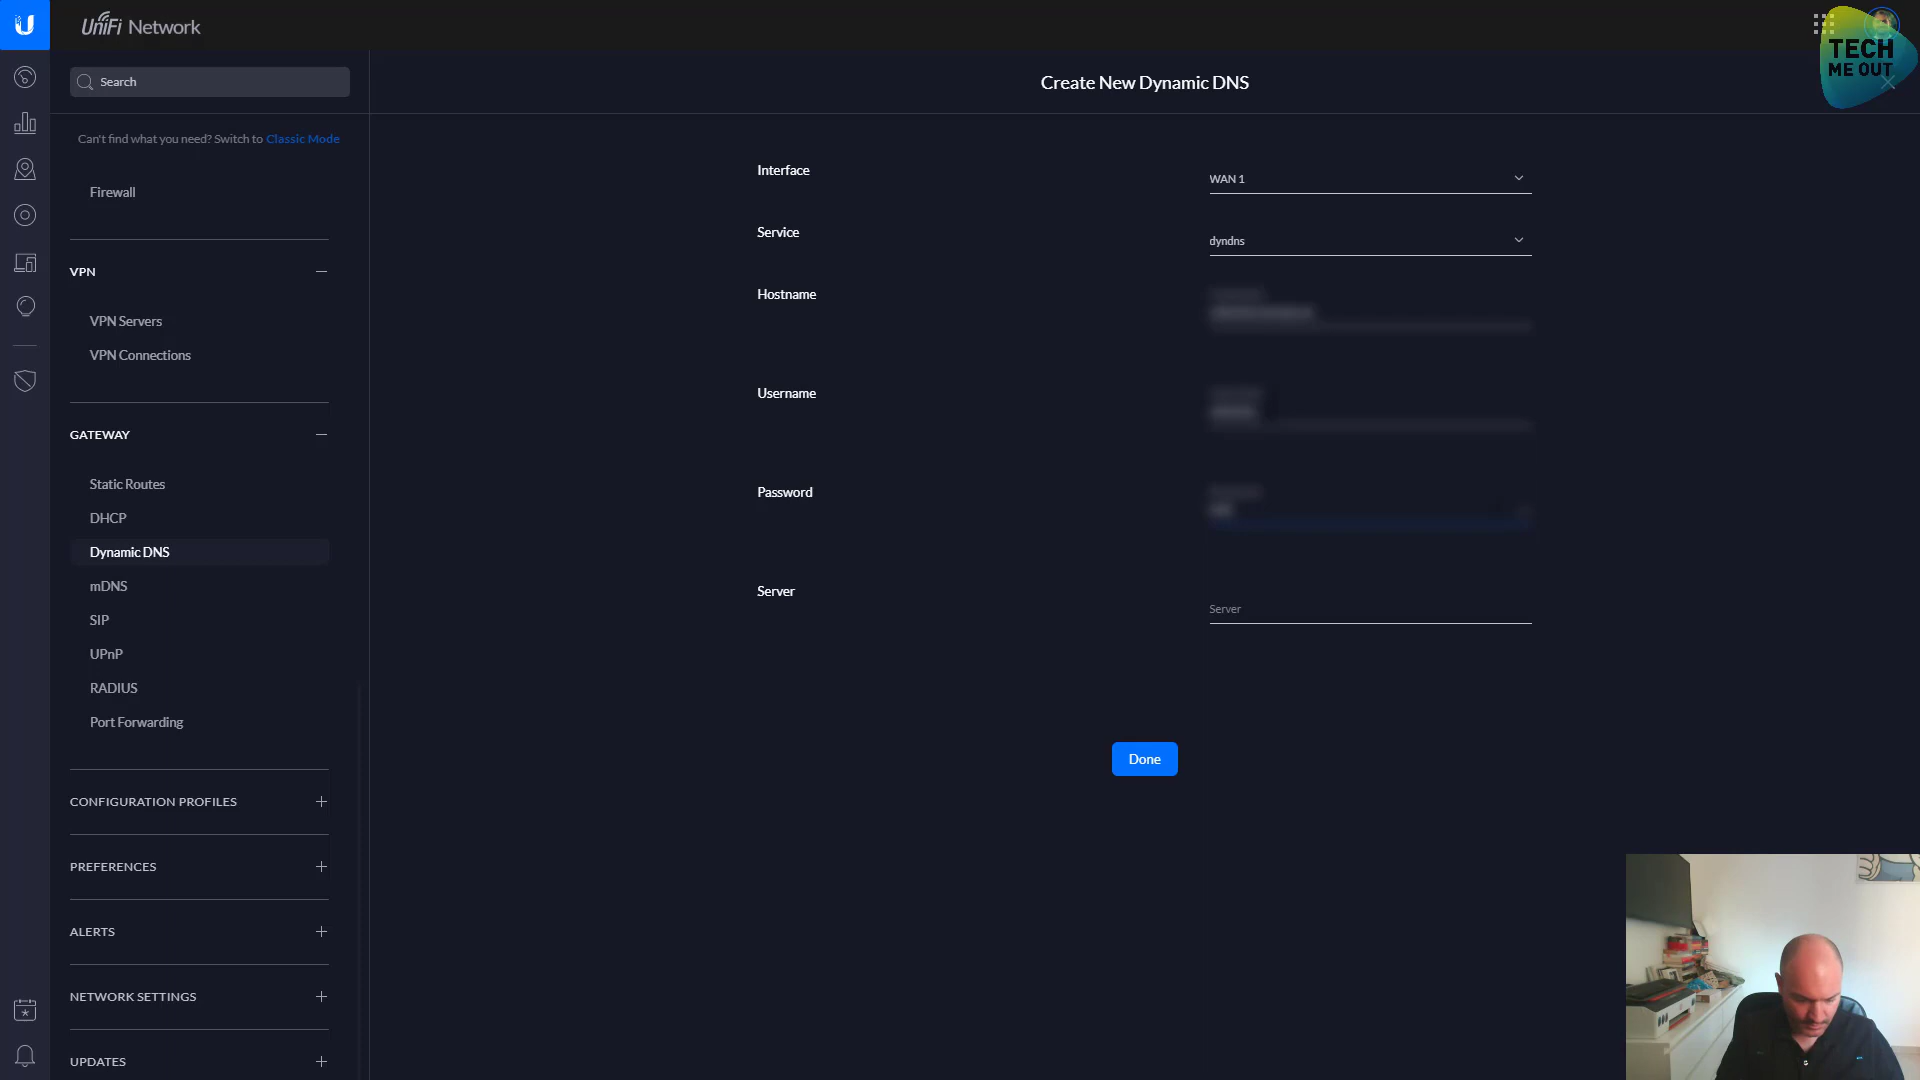 UniFi Network
TECH
ME OUT
Search
Create New Dynamic DNS
Can't find what you need? Switch to Classic Mode
Firewall
VPN
VPN Servers
VPN Connections
GATEWAY
Static Routes
DHCP
Dynamic DNS
mDNS
SIP
UPnP
RADIUS
Port Forwarding
CONFIGURATION PROFILES
PREFERENCES
ALERTS
NETWORK SETTINGS
UPDATES
Interface
WAN 1
Service
dyndns
Hostname
Username
Password
Server
Server
Done